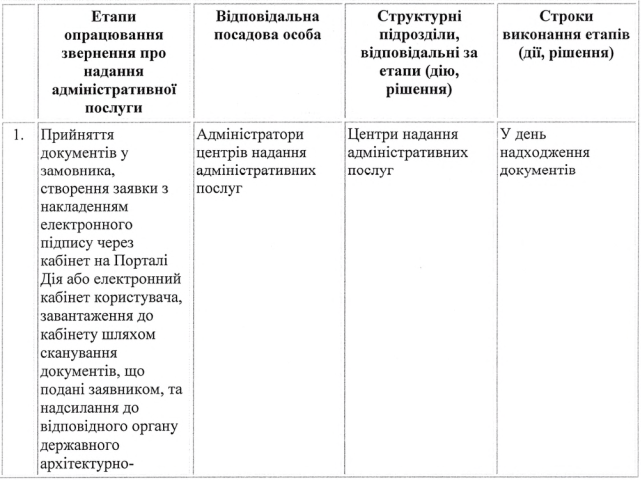 Етапи
опрацювання
звернення про
надання
адміністративної
послуги
Відповідальна
посадова особа
Структурні
підрозділи,
відповідальні за
етапи (дію,
рішення)
Строки
виконання етапів
(дії, рішення)
1.
Прийняття
документів у
замовника,
створення заявки з
накладенням
електронного
підпису через
кабінет на Порталі
Дія або електронний
кабінет користувача,
завантаження до
кабінету шляхом
сканування
документів, що
подані заявником, та
надсилання до
відповідного органу
державного
архітектурно-
Адміністратори
центрів надання
адміністративних
послуг
Центри надання
адміністративних
послуг
У день
надходження
документів